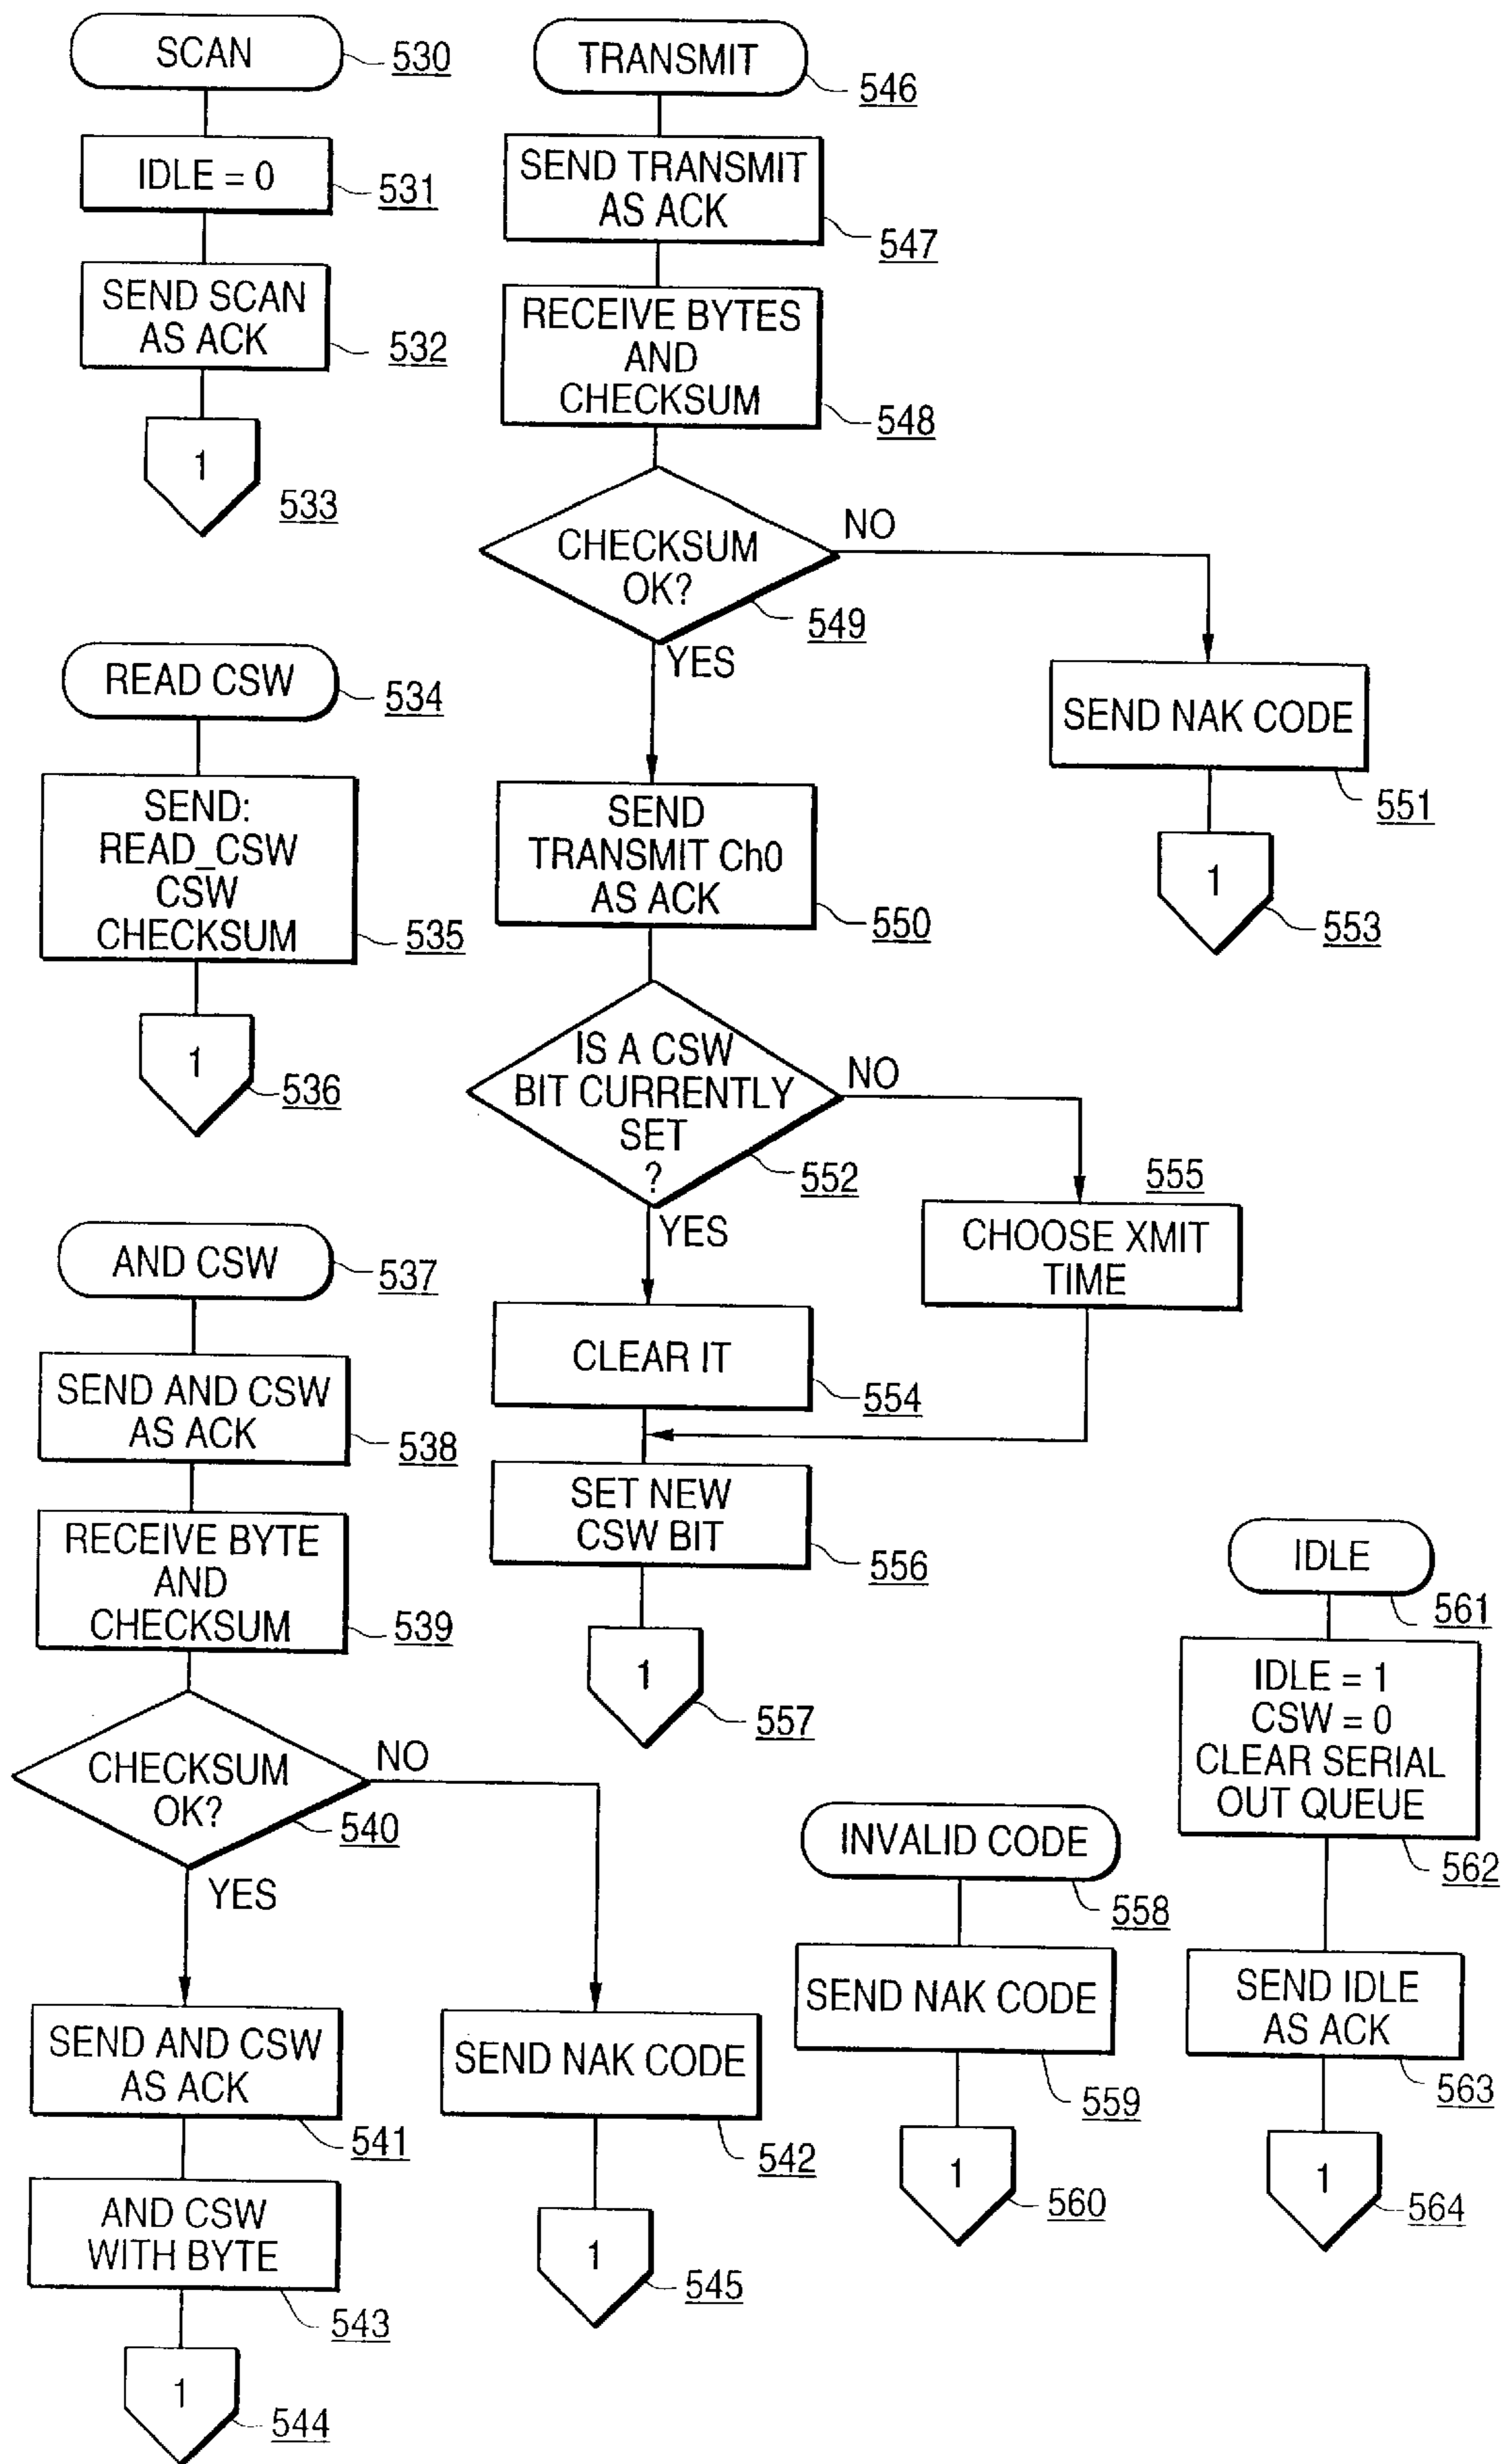 SCAN
530
IDLE = 0
531
SEND SCAN
AS ACK
532
1
533
READ CSW
534
SEND:
READ_CSW
CSW
CHECKSUM
535
1
536
AND CSW
537
SEND AND CSW
AS ACK
538
RECEIVE BYTE
AND
CHECKSUM
539
CHECKSUM
OK?
540
NO
YES
SEND AND CSW
AS ACK
541
SEND NAK CODE
542
AND CSW
WITH BYTE
543
1
544
1
545
TRANSMIT
546
SEND TRANSMIT
AS ACK
547
RECEIVE BYTES
AND
CHECKSUM
548
CHECKSUM
OK?
549
NO
YES
SEND
TRANSMIT Ch0
AS ACK
550
SEND NAK CODE
551
1
553
IS A CSW
BIT CURRENTLY
SET
?
552
NO
YES
555
CHOOSE XMIT
TIME
CLEAR IT
554
SET NEW
CSW BIT
556
1
557
INVALID CODE
558
SEND NAK CODE
559
1
560
IDLE
561
IDLE = 1
CSW = 0
CLEAR SERIAL
OUT QUEUE
562
SEND IDLE
AS ACK
563
1
564